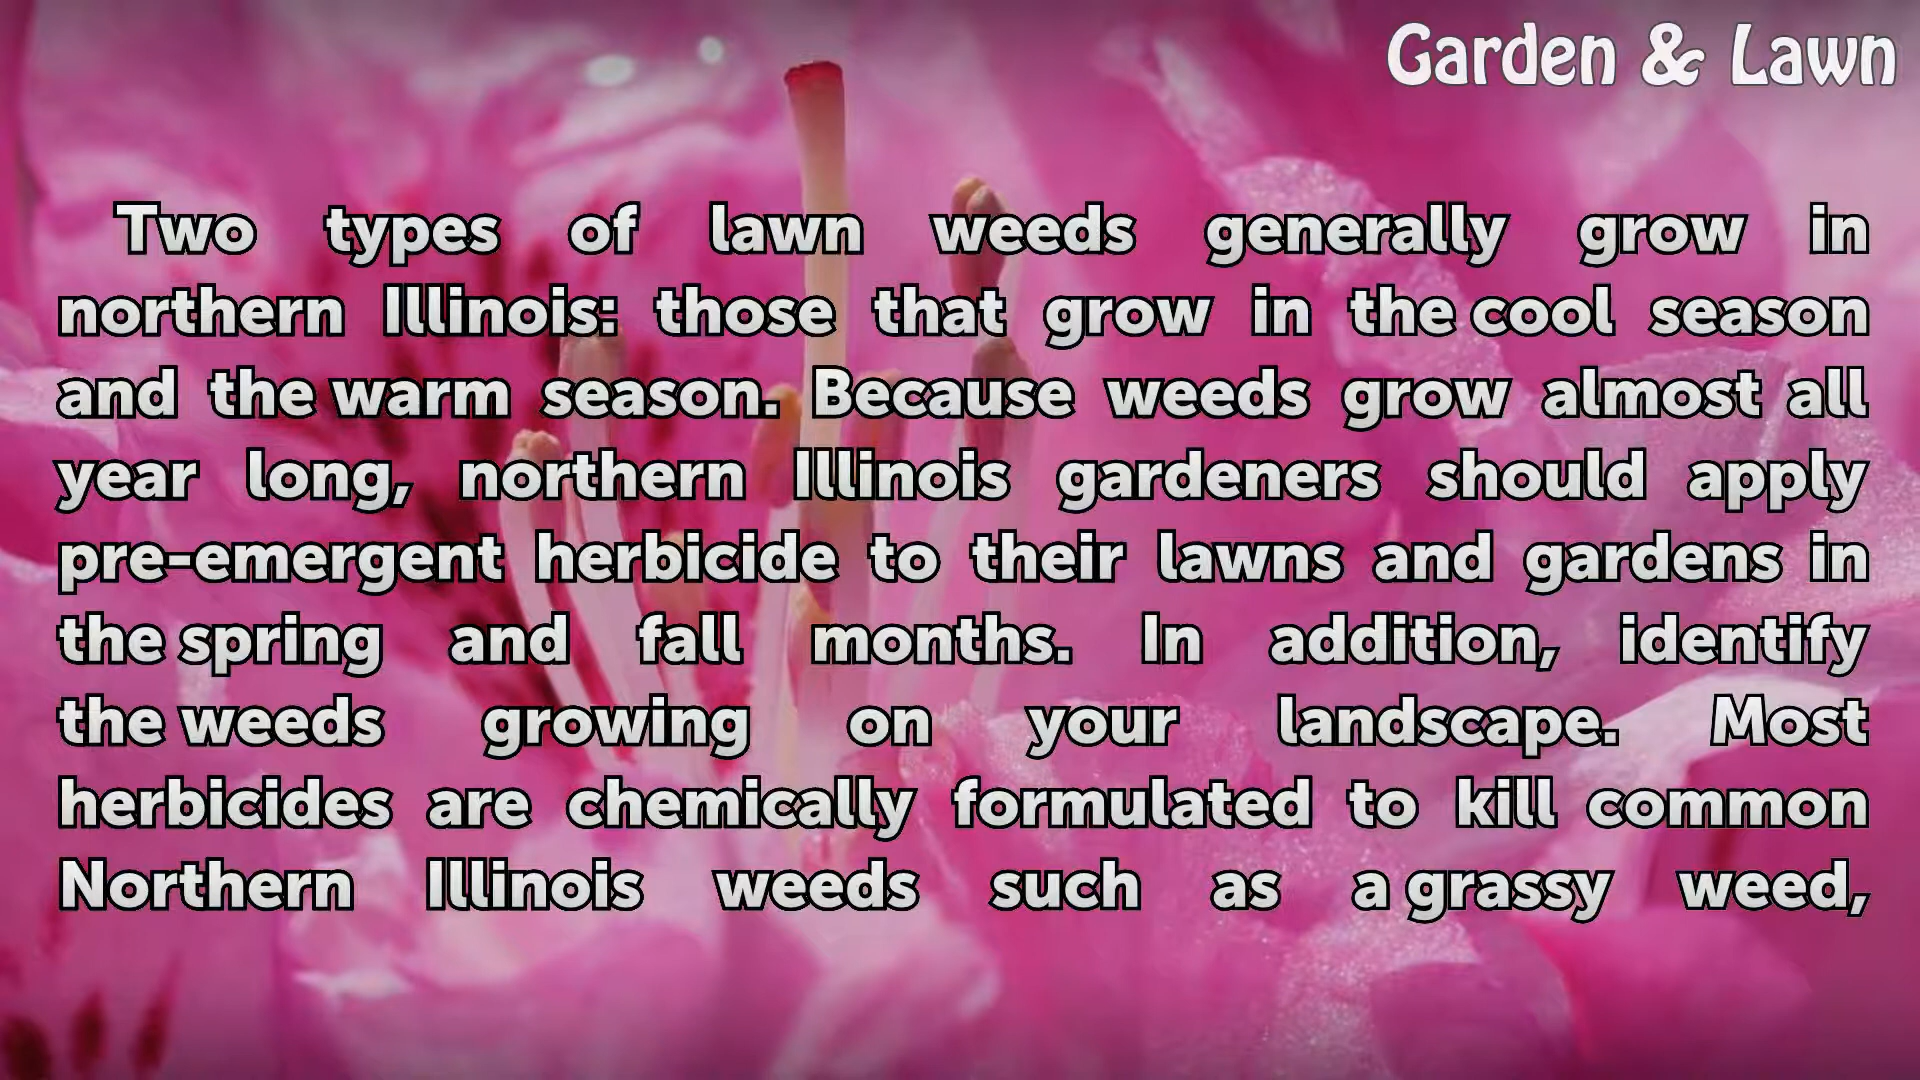 Garden & Lawn
Two types of lawn weeds generally grow in
northern Illinois: those that grow in the cool season
and the warm season. Because weeds grow almost all
year long, northern Illinois gardeners should apply
pre-emergent herbicide to their lawns and gardens in
the spring and fall months. In addition, identify
the weeds growing on your landscape. Most
herbicides are chemically formulated to kill common
Northern Illinois weeds such as a grassy weed,